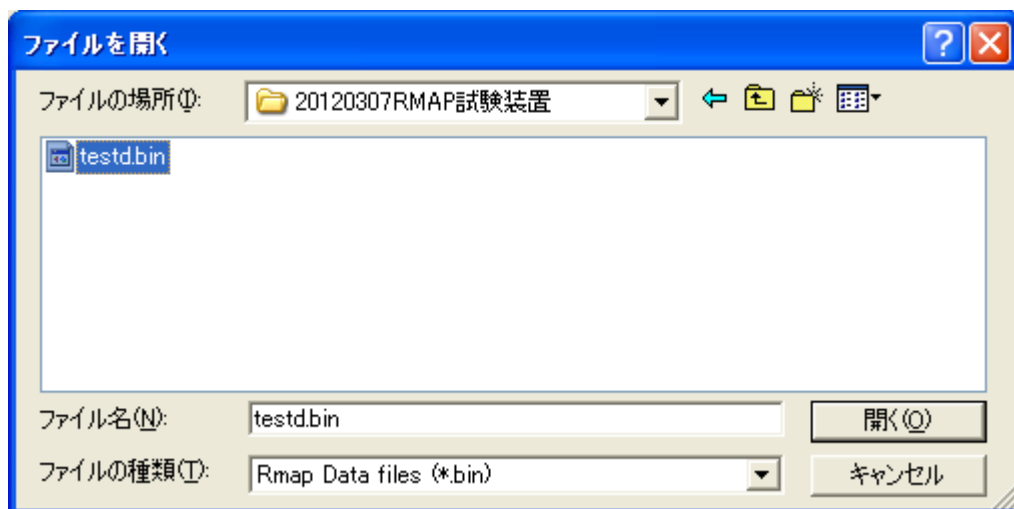 ファイルを開く
ファイルの場所(I):
20120307RMAP試験装置
testd.bin
ファイル名(N):
testd.bin
開く(O)
ファイルの種類(T):
Rmap Data files (*.bin)
キャンセル